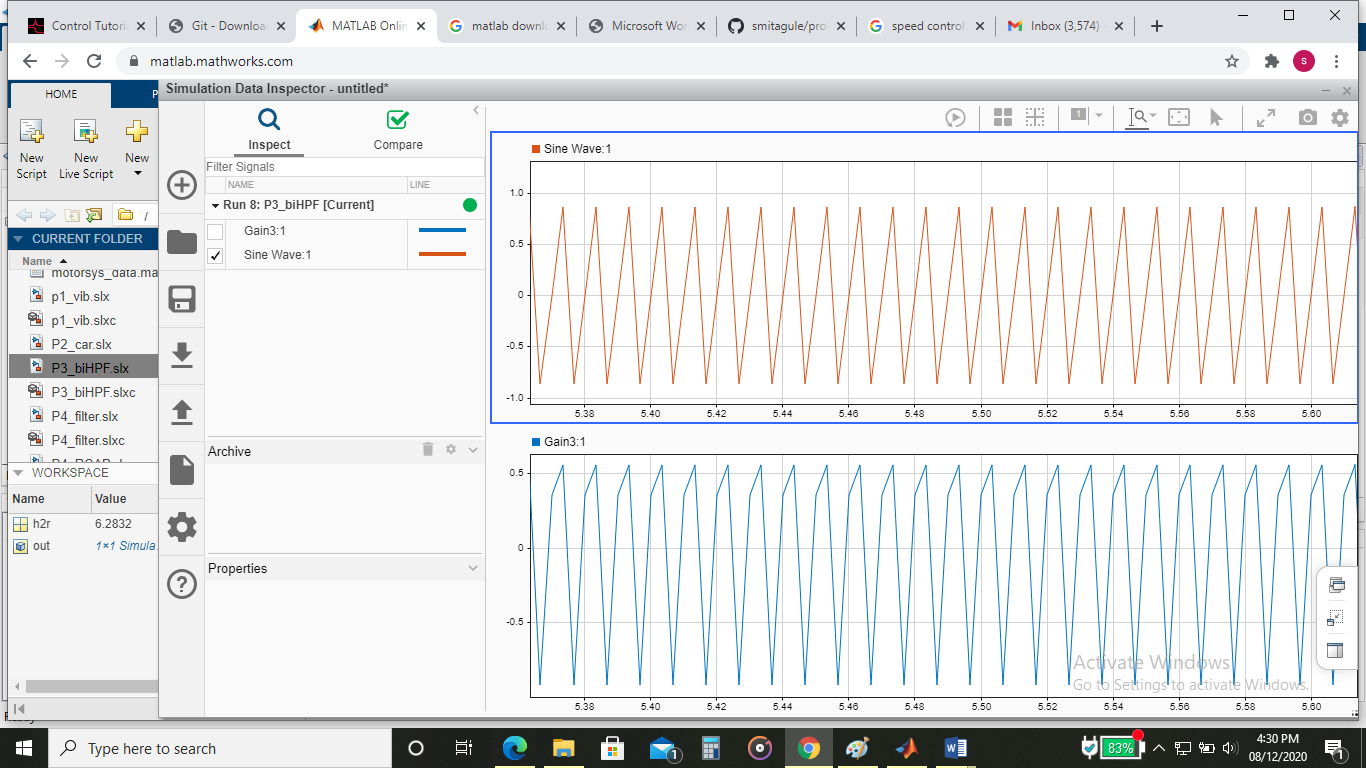 Control Tutoria
Git - Downloa
MATLAB Onlin
matlab downl
Microsoft Wor
smitagule/pro
speed control
Inbox (3,574) -
matlab.mathworks.com
s
HOME
P
Simulation Data Inspector - untitled*
New Script
New Live Script
New
Inspect
Compare
Filter Signals
NAME
LINE
Run 8: P3_biHPF [Current]
Gain3:1
Sine Wave:1
/
CURRENT FOLDER
Name
motorsys_data.ma
p1_vib.slx
p1_vib.slxc
P2_car.slx
P3_biHPF.slx
P3_biHPF.slxc
P4_filter.slx
P4_filter.slxc
WORKSPACE
Name Value
h2r 6.2832
out 1×1 Simula
Archive
Properties
1
Sine Wave:1
1.0
0.5
0
-0.5
-1.0
5.38 5.40 5.42 5.44 5.46 5.48 5.50 5.52 5.54 5.56 5.58 5.60
Gain3:1
0.5
0
-0.5
5.38 5.40 5.42 5.44 5.46 5.48 5.50 5.52 5.54 5.56 5.58 5.60
Activate Windows
Go to Settings to activate Windows.
Ready
Type here to search
1
83%
4:30 PM
08/12/2020
1